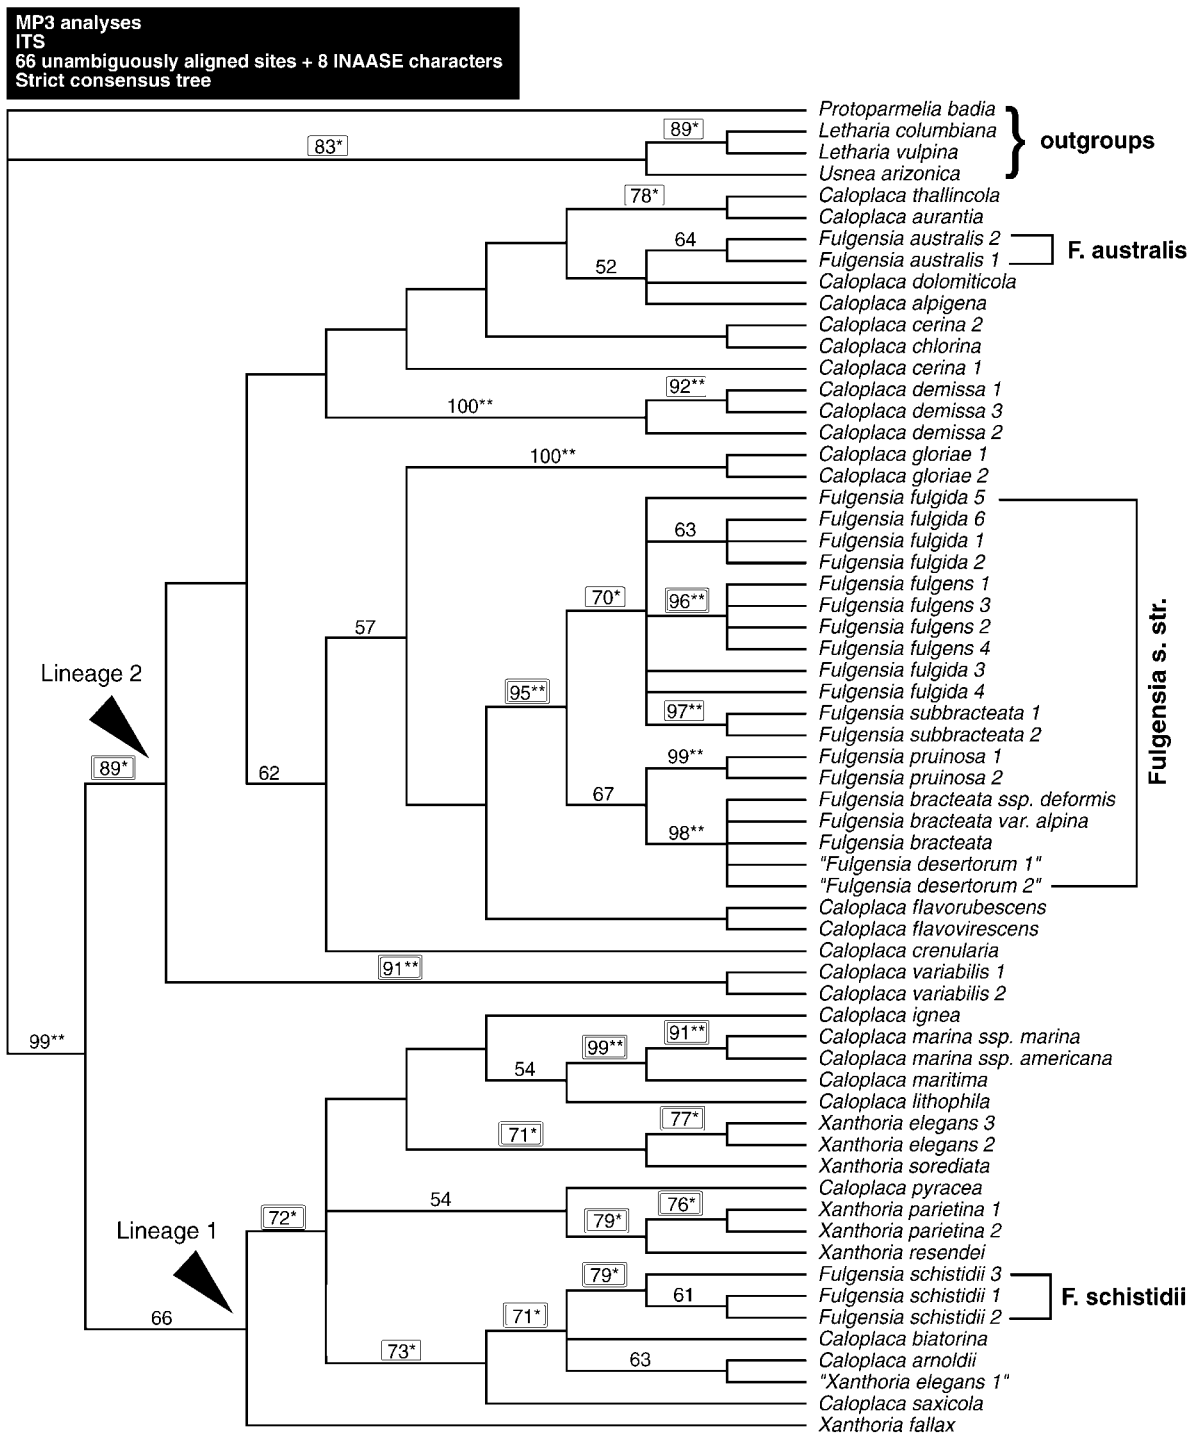 MP3 analyses
ITS
66 unambiguously aligned sites + 8 INAASE characters
Strict consensus tree
Protoparmelia badia
89*
Letharia columbiana
outgroups
83*
Letharia vulpina
Usnea arizonica
78*
Caloplaca thallincola
Caloplaca aurantia
64
Fulgensia australis 2
F. australis
52
Fulgensia australis 1
Caloplaca dolomiticola
Caloplaca alpigena
Caloplaca cerina 2
Caloplaca chlorina
Caloplaca cerina 1
92**
Caloplaca demissa 1
100**
Caloplaca demissa 3
Caloplaca demissa 2
100**
Caloplaca gloriae 1
Caloplaca gloriae 2
Fulgensia fulgida 5
Fulgensia fulgida 6
63
Fulgensia fulgida 1
Fulgensia fulgida 2
Fulgensia fulgens 1
70*
96**
Fulgensia fulgens 3
57
Fulgensia fulgens 2
Fulgensia fulgens 4
Fulgensia s. str.
Lineage 2
Fulgensia fulgida 3
95**
Fulgensia fulgida 4
97**
Fulgensia subbracteata 1
Fulgensia subbracteata 2
99**
Fulgensia pruinosa 1
89*
62
Fulgensia pruinosa 2
67
Fulgensia bracteata ssp. deformis
Fulgensia bracteata var. alpina
98**
Fulgensia bracteata
"Fulgensia desertorum 1"
"Fulgensia desertorum 2"
Caloplaca flavorubescens
Caloplaca flavovirescens
Caloplaca crenularia
91**
Caloplaca variabilis 1
Caloplaca variabilis 2
Caloplaca ignea
99**
91**
Caloplaca marina ssp. marina
99**
Caloplaca marina ssp. americana
54
Caloplaca maritima
Caloplaca lithophila
77*
Xanthoria elegans 3
71*
Xanthoria elegans 2
Xanthoria sorediata
Caloplaca pyracea
54
76*
Xanthoria parietina 1
72*
79*
Xanthoria parietina 2
Lineage 1
Xanthoria resendei
79*
Fulgensia schistidii 3
61
Fulgensia schistidii 1
F. schistidii
66
71*
Fulgensia schistidii 2
Caloplaca biatorina
73*
63
Caloplaca arnoldii
"Xanthoria elegans 1"
Caloplaca saxicola
Xanthoria fallax